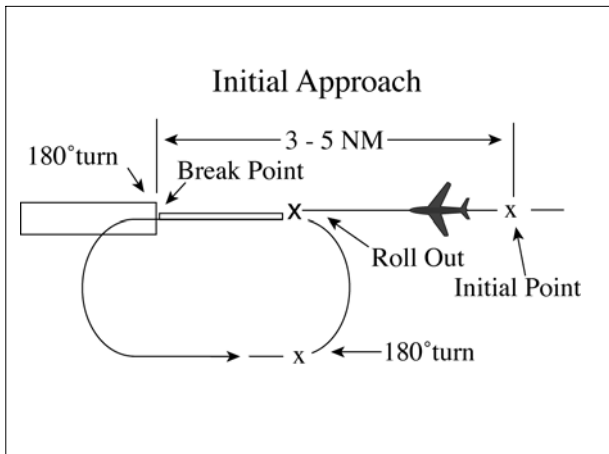 Initial Approach
3 - 5 NM
180˚turn
Break Point
x
x
Roll Out
Initial Point
x
180˚turn